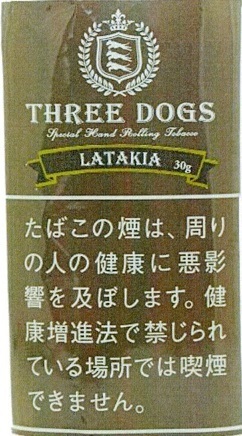 THREE DOGS
Special Hand Rolling Tobacco
LATAKIA 30g
たばこの煙は、周り
の人の健康に悪影
響を及ぼします。健
康増進法で禁じられ
ている場所では喫煙
できません。